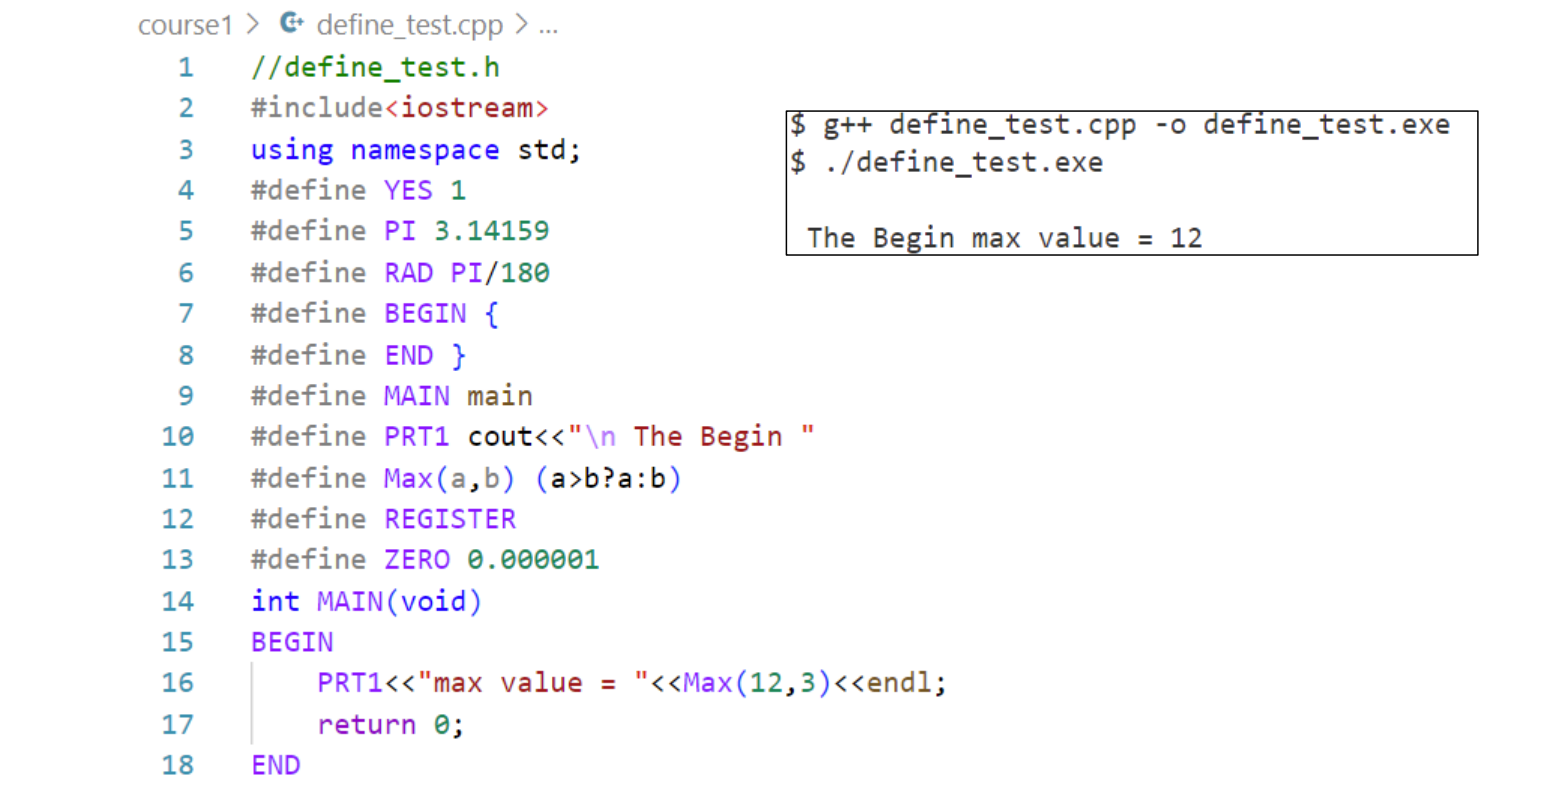 course1 > define_test.cpp > ...
1 //define_test.h
2 #include<iostream>
3 using namespace std;
4 #define YES 1
5 #define PI 3.14159
6 #define RAD PI/180
7 #define BEGIN {
8 #define END }
9 #define MAIN main
10 #define PRT1 cout<<"\n The Begin "
11 #define Max(a,b) (a>b?a:b)
12 #define REGISTER
13 #define ZERO 0.000001
14 int MAIN(void)
15 BEGIN
16     PRT1<<"max value = "<<Max(12,3)<<endl;
17     return 0;
18 END
$ g++ define_test.cpp -o define_test.exe
$ ./define_test.exe
 The Begin max value = 12